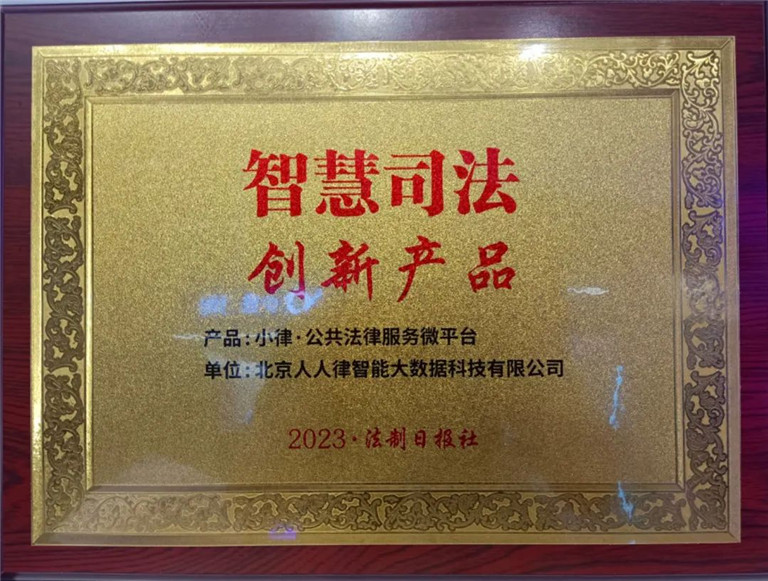 智慧司法
创新产品
产品:小律·公共法律服务微平台
单位:北京人人律智能大数据科技有限公司
2023·法制日报社